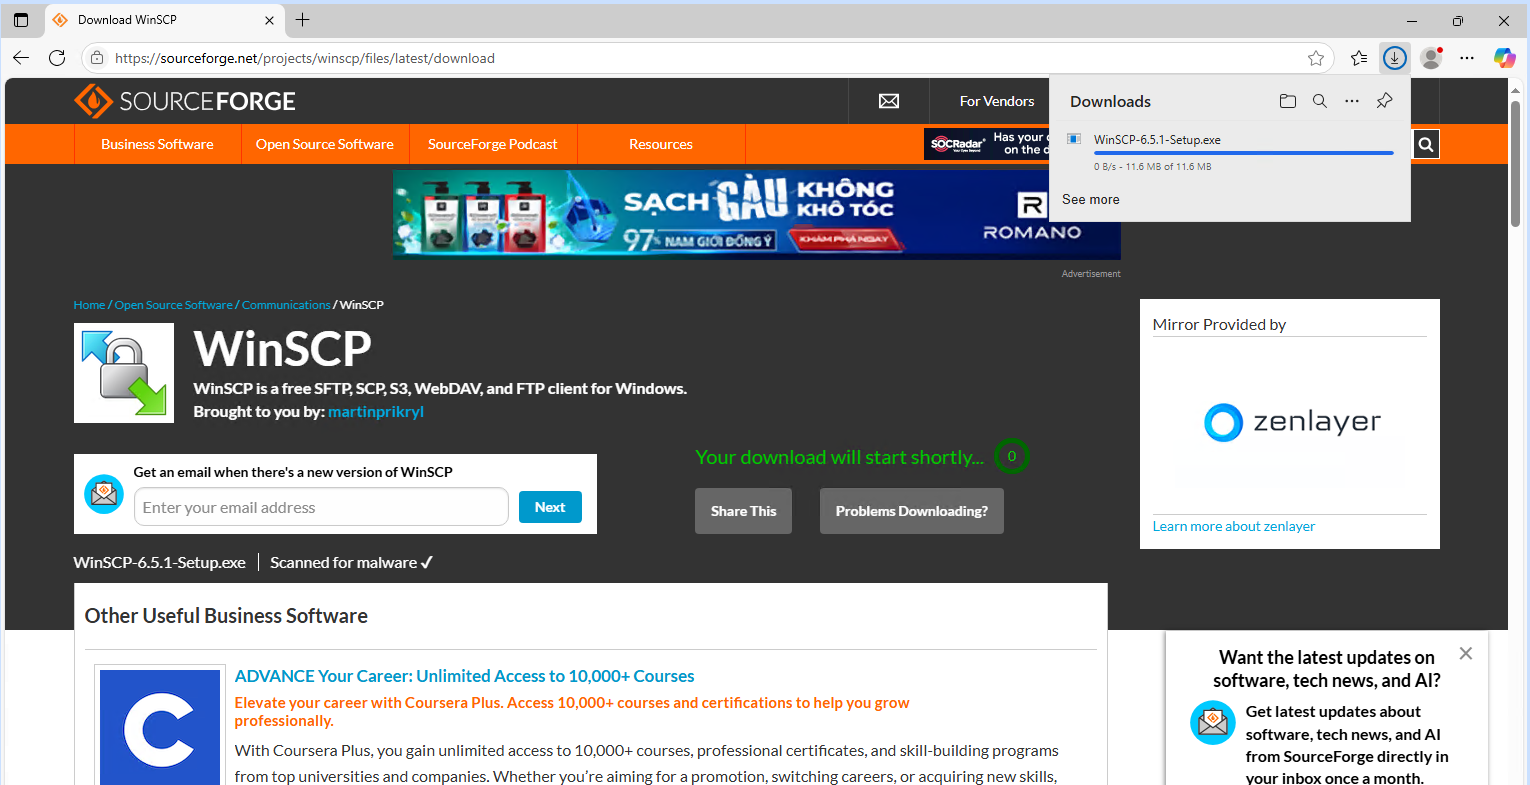 Download WinSCP
https://sourceforge.net/projects/winscp/files/latest/download
SOURCEFORGE
For Vendors
Downloads
WinSCP-6.5.1-Setup.exe
0 B/s - 11.6 MB of 11.6 MB
See more
Business Software
Open Source Software
SourceForge Podcast
Resources
SOCRadar
Has your
on the d
SẠCH GÀU KHÔNG
KHÔ TÓC
97% NAM GIỚI ĐỒNG Ý
KHÁM PHÁ NGAY
R
ROMANO
Advertisement
Home / Open Source Software / Communications / WinSCP
WinSCP
WinSCP is a free SFTP, SCP, S3, WebDAV, and FTP client for Windows.
Brought to you by: martinprikryl
Mirror Provided by
zenlayer
Learn more about zenlayer
Get an email when there's a new version of WinSCP
Enter your email address
Next
Your download will start shortly... 0
Share This
Problems Downloading?
WinSCP-6.5.1-Setup.exe
Scanned for malware ✓
Other Useful Business Software
ADVANCE Your Career: Unlimited Access to 10,000+ Courses
Elevate your career with Coursera Plus. Access 10,000+ courses and certifications to help you grow
professionally.
With Coursera Plus, you gain unlimited access to 10,000+ courses, professional certificates, and skill-building programs
from top universities and companies. Whether you’re aiming for a promotion, switching careers, or acquiring new skills,
Want the latest updates on
software, tech news, and AI?
Get latest updates about
software, tech news, and AI
from SourceForge directly in
your inbox once a month.